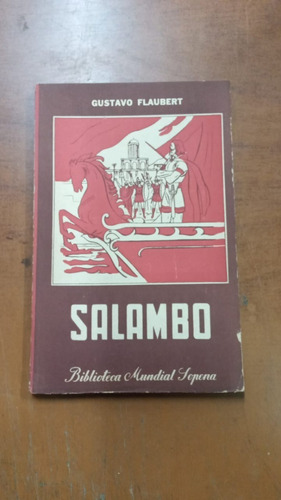 GUSTAVO FLAUBERT
SALAMBO
Biblioteca Mundial Sopena